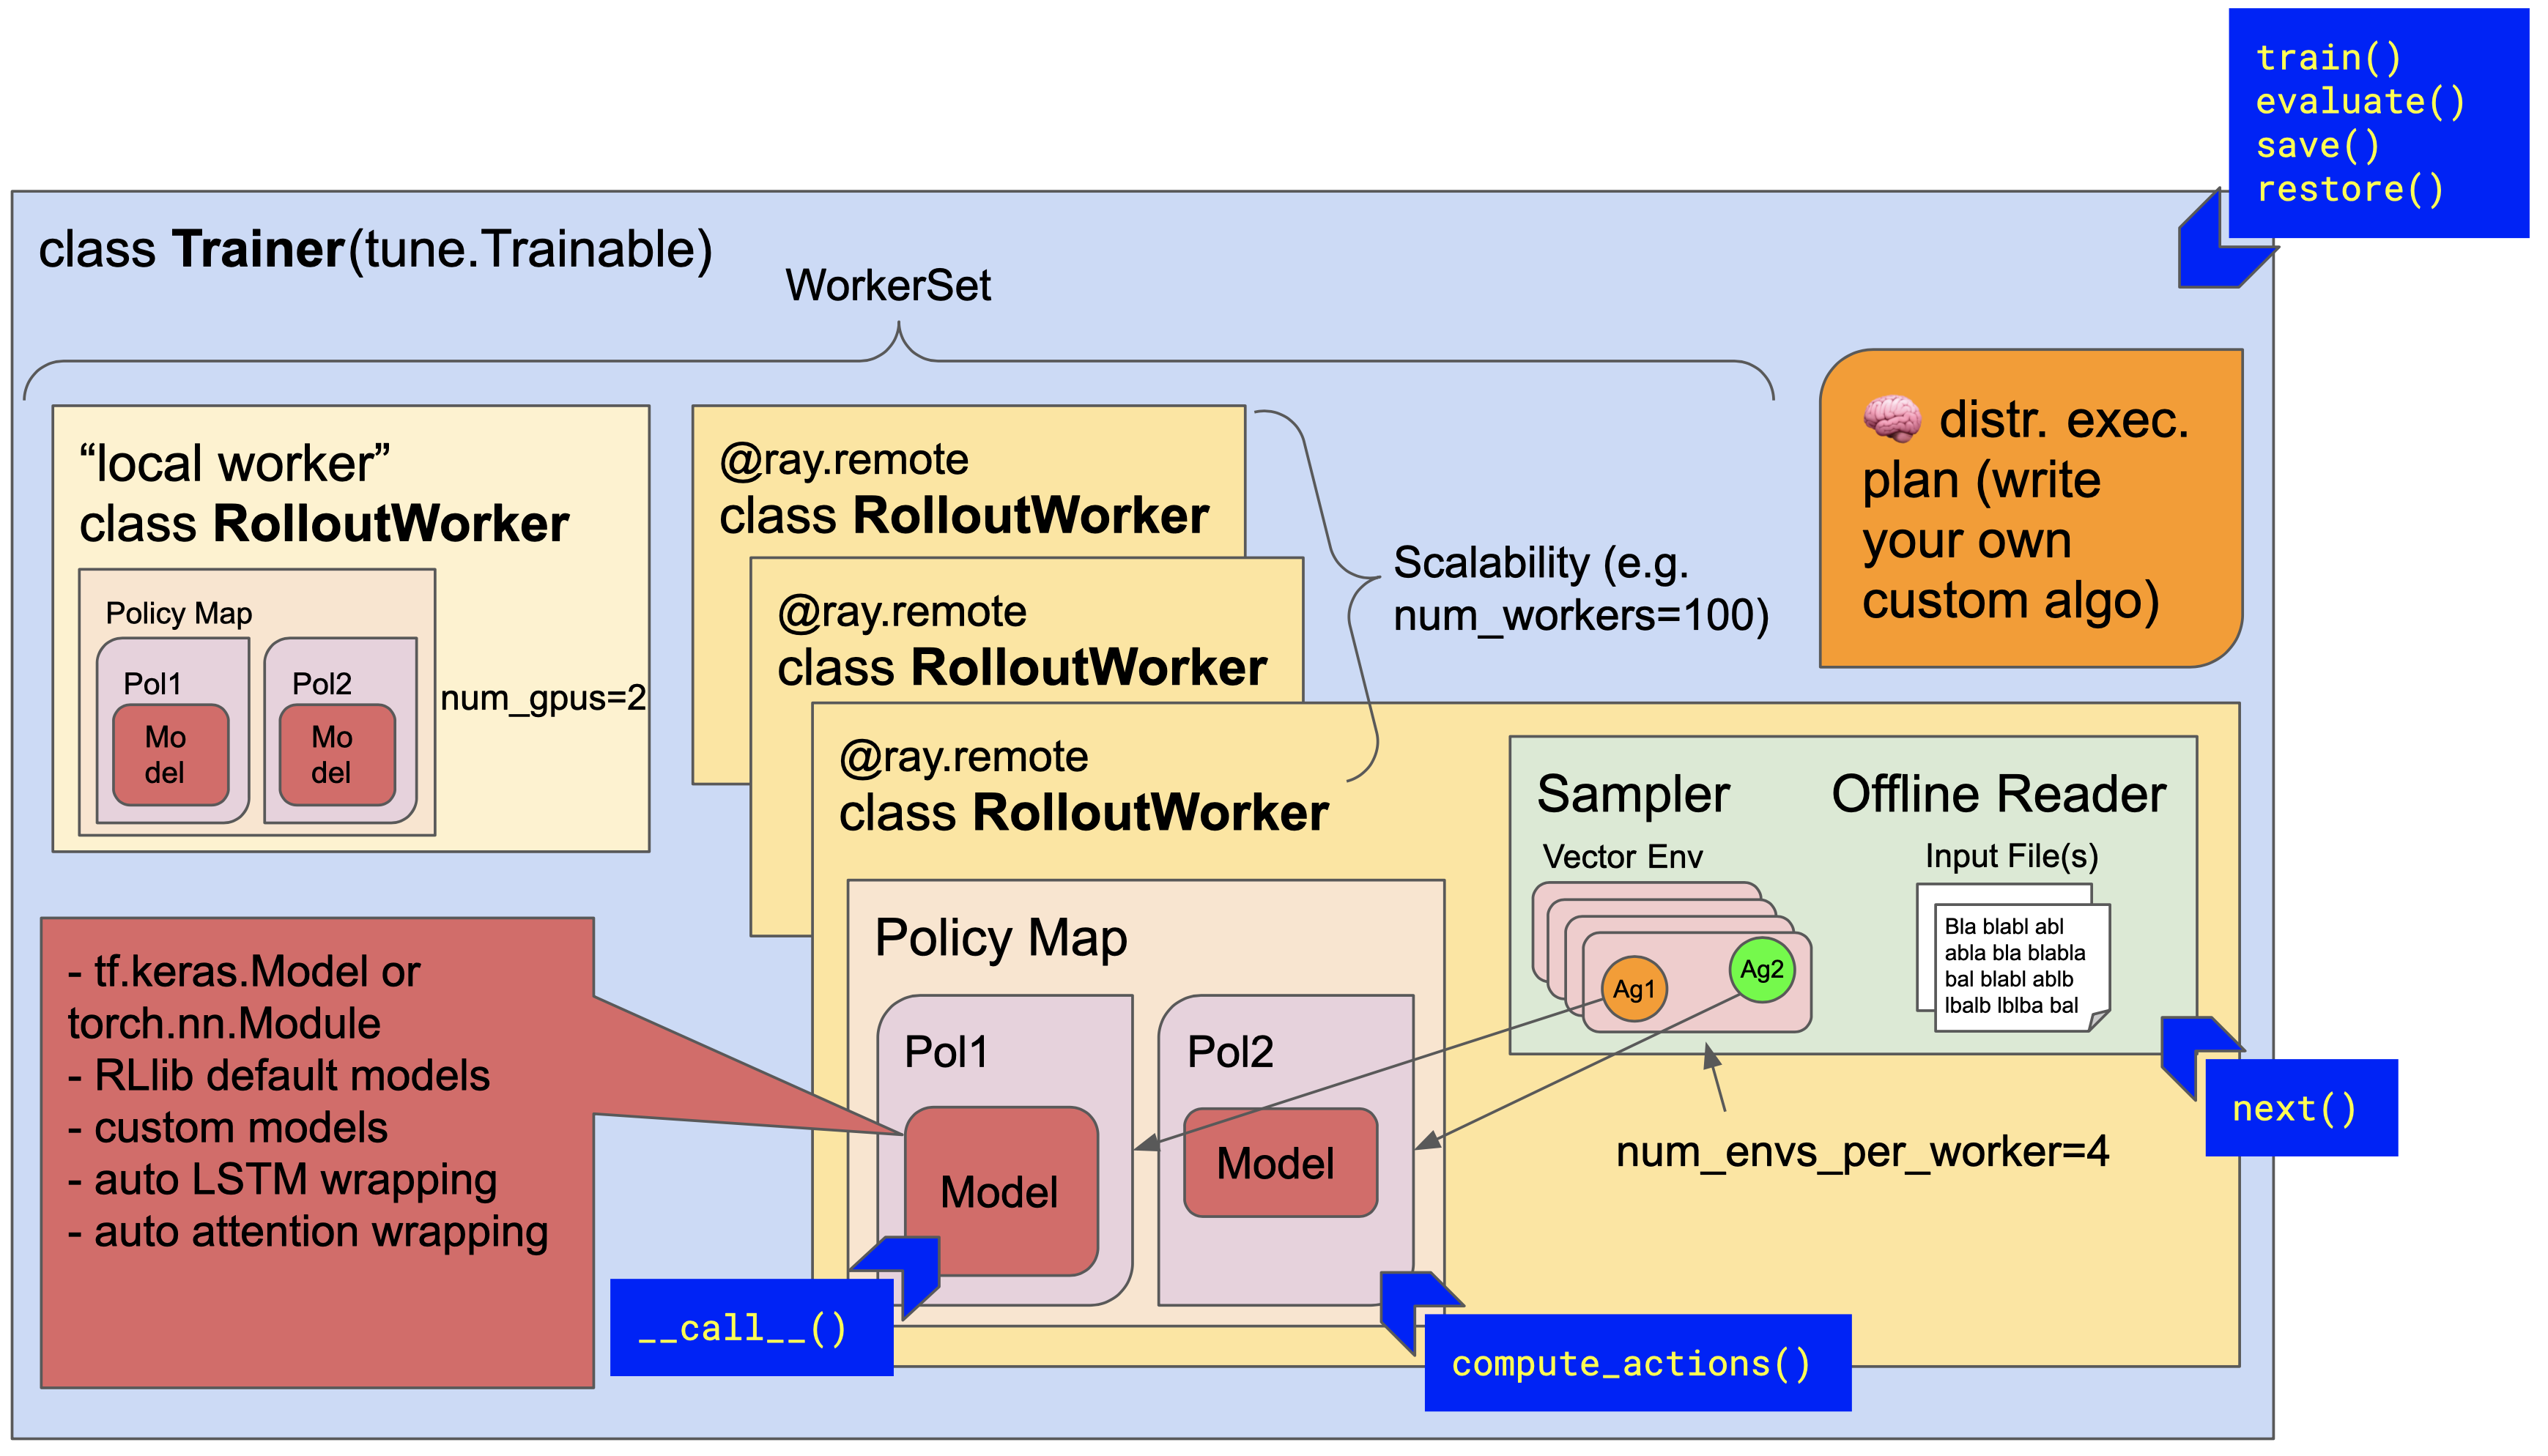 train()
evaluate()
save()
restore()
class Trainer(tune.Trainable)
WorkerSet
“local worker”
class RolloutWorker
Policy Map
Pol1
Mo
del
Pol2
Mo
del
num_gpus=2
@ray.remote
class RolloutWorker
@ray.remote
class RolloutWorker
Scalability (e.g.
num_workers=100)
distr. exec.
plan (write
your own
custom algo)
@ray.remote
class RolloutWorker
Policy Map
Pol1
Model
Pol2
Model
Sampler
Vector Env
Ag1
Ag2
Offline Reader
Input File(s)
Bla blabl abl
abla bla blabla
bal blabl ablb
lbalb lblba bal
next()
num_envs_per_worker=4
- tf.keras.Model or
torch.nn.Module
- RLlib default models
- custom models
- auto LSTM wrapping
- auto attention wrapping
__call__()
compute_actions()